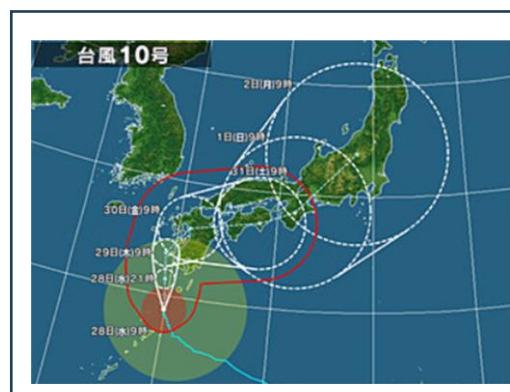 台風10号
2日(月)9時
1日(日)9時
31日(土)9時
30日(金)9時
29日(木)9時
28日(水)21時
28日(水)9時